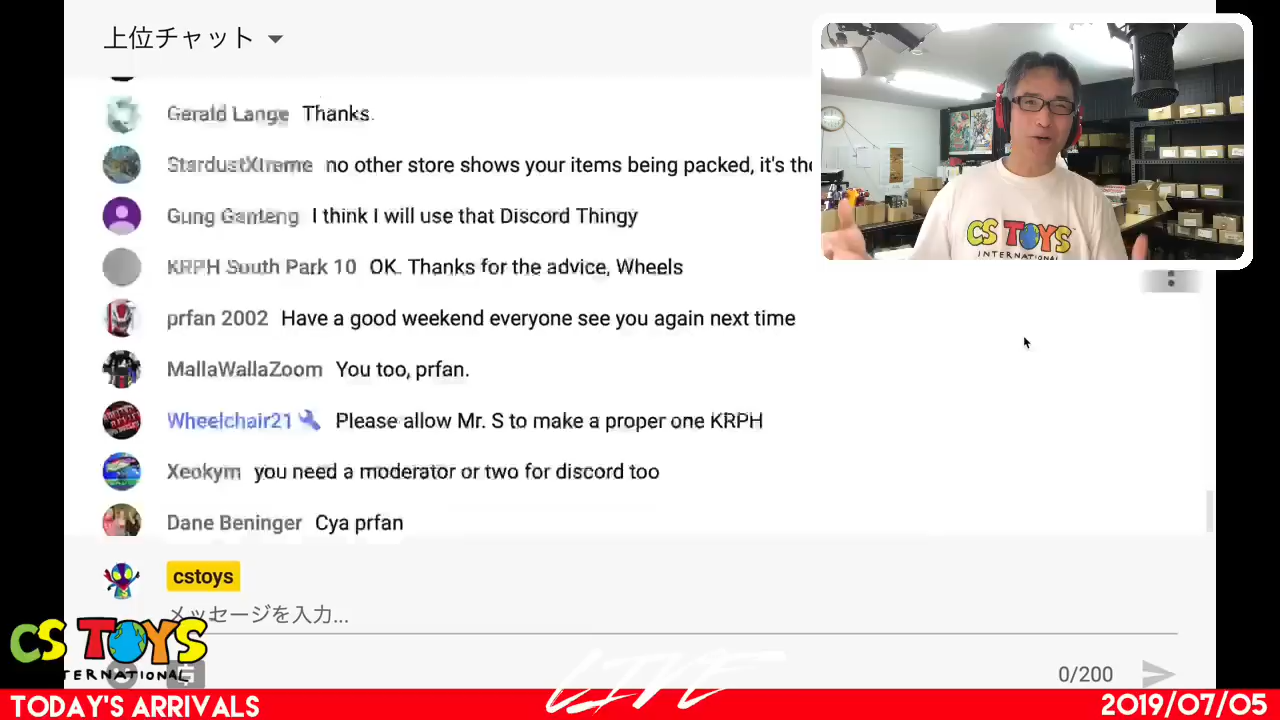 上位チャット
Gerald Lange Thanks.
StardustXtreme no other store shows your items being packed, it's the
Gung Ganteng I think I will use that Discord Thingy
KRPH South Park 10 OK. Thanks for the advice, Wheels
prfan 2002 Have a good weekend everyone see you again next time
MallaWallaZoom You too, prfan.
Wheelchair21 Please allow Mr. S to make a proper one KRPH
Xeokym you need a moderator or two for discord too
Dane Beninger Cya prfan
cstoys
メッセージを入力...
0/200
CS TOYS
INTERNATIONAL
CS TOYS
INTERNATIONAL
LIVE
TODAY'S ARRIVALS
2019/07/05